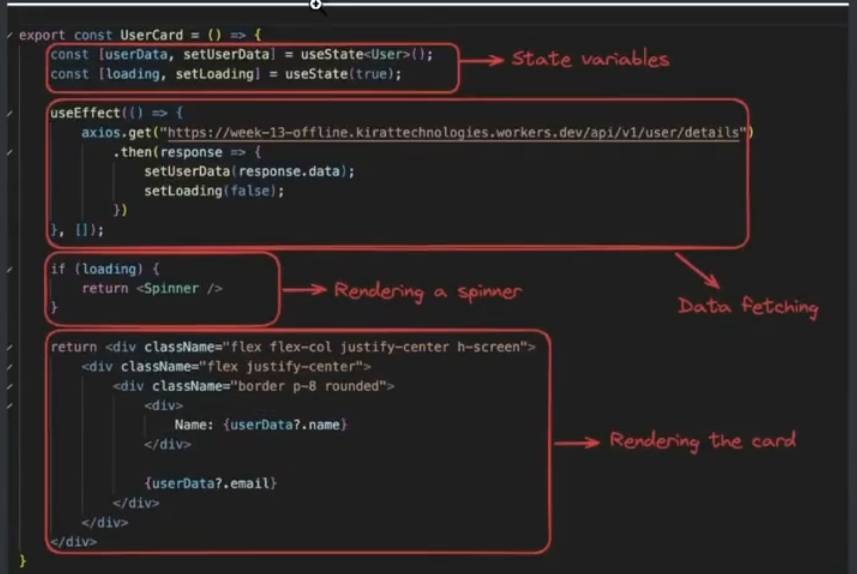 export const UserCard = () => {
const [userData, setUserData] = useState<User>();
const [loading, setLoading] = useState(true);
State variables
useEffect(() => {
axios.get("https://week-13-offline.kirattechnologies.workers.dev/api/v1/user/details")
.then(response => {
setUserData(response.data);
setLoading(false);
})
}, []);
Data fetching
if (loading) {
return <Spinner />
}
Rendering a spinner
return <div className="flex flex-col justify-center h-screen">
<div className="flex justify-center">
<div className="border p-8 rounded">
<div>
Name: {userData?.name}
</div>
{userData?.email}
</div>
</div>
</div>
Rendering the card
}